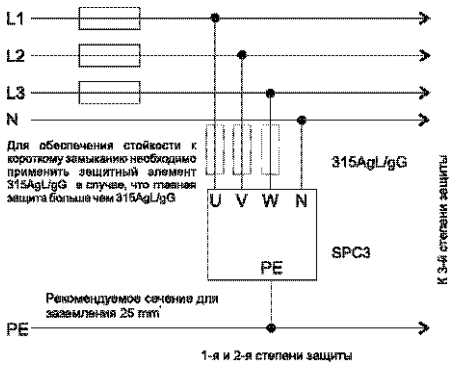 L1
L2
L3
N
Для обеспечения стойкости к
короткому замыканию необходимо
применить защитный элемент
315AgL/gG в случае, что главная
защита больше чем 315AgL/gG
315AgL/gG
U V W N
SPC3
PE
К 3-й степени защиты
Рекомендуемое сечение для
заземления 25 mm²
PE
1-я и 2-я степени защиты